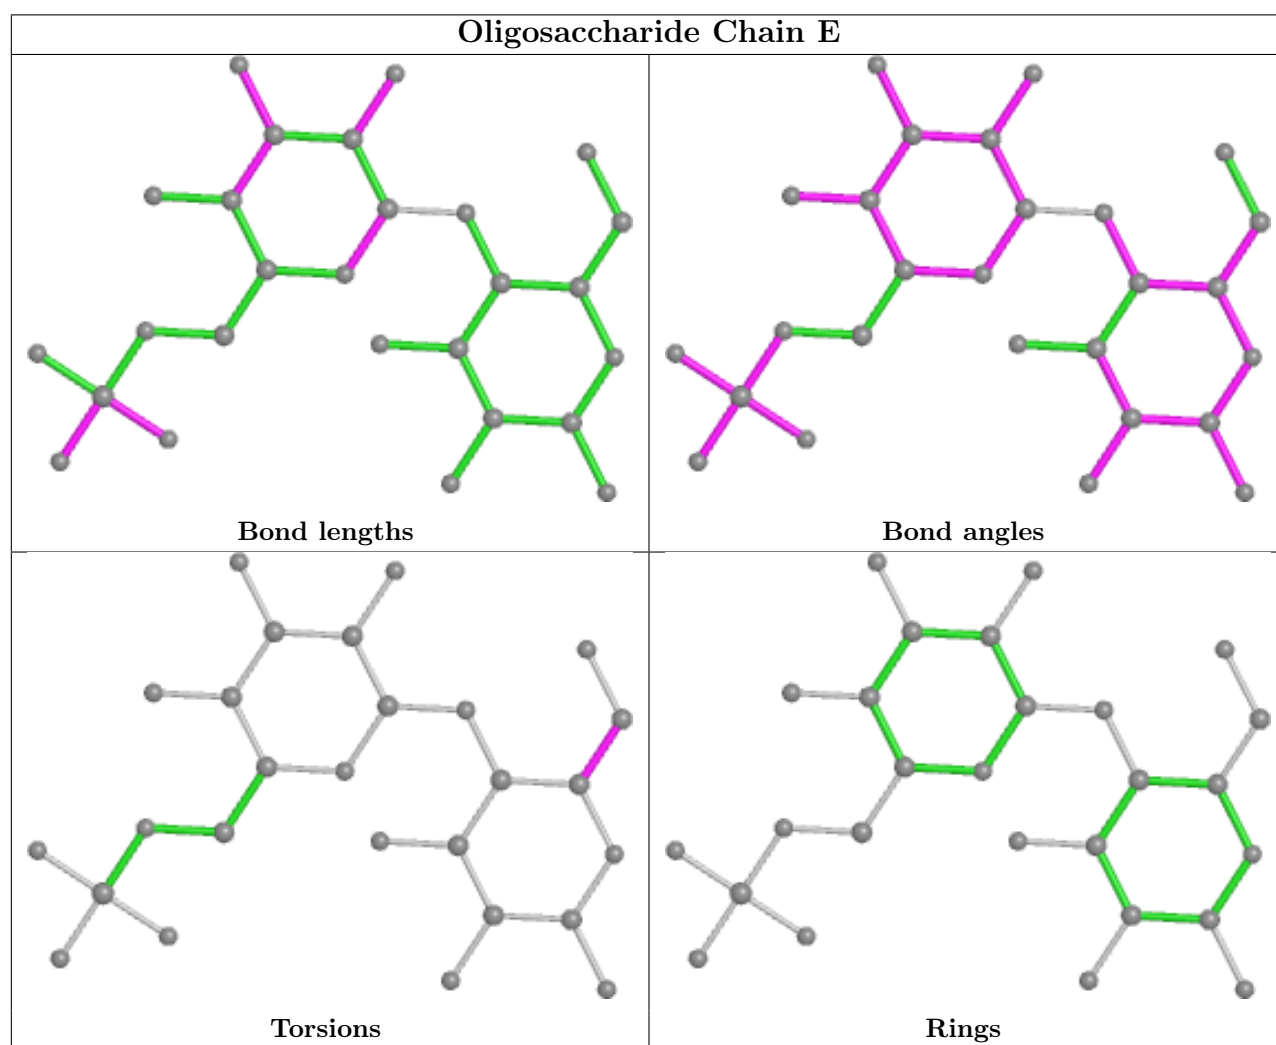 Oligosaccharide Chain E
Bond lengths
Bond angles
Torsions
Rings